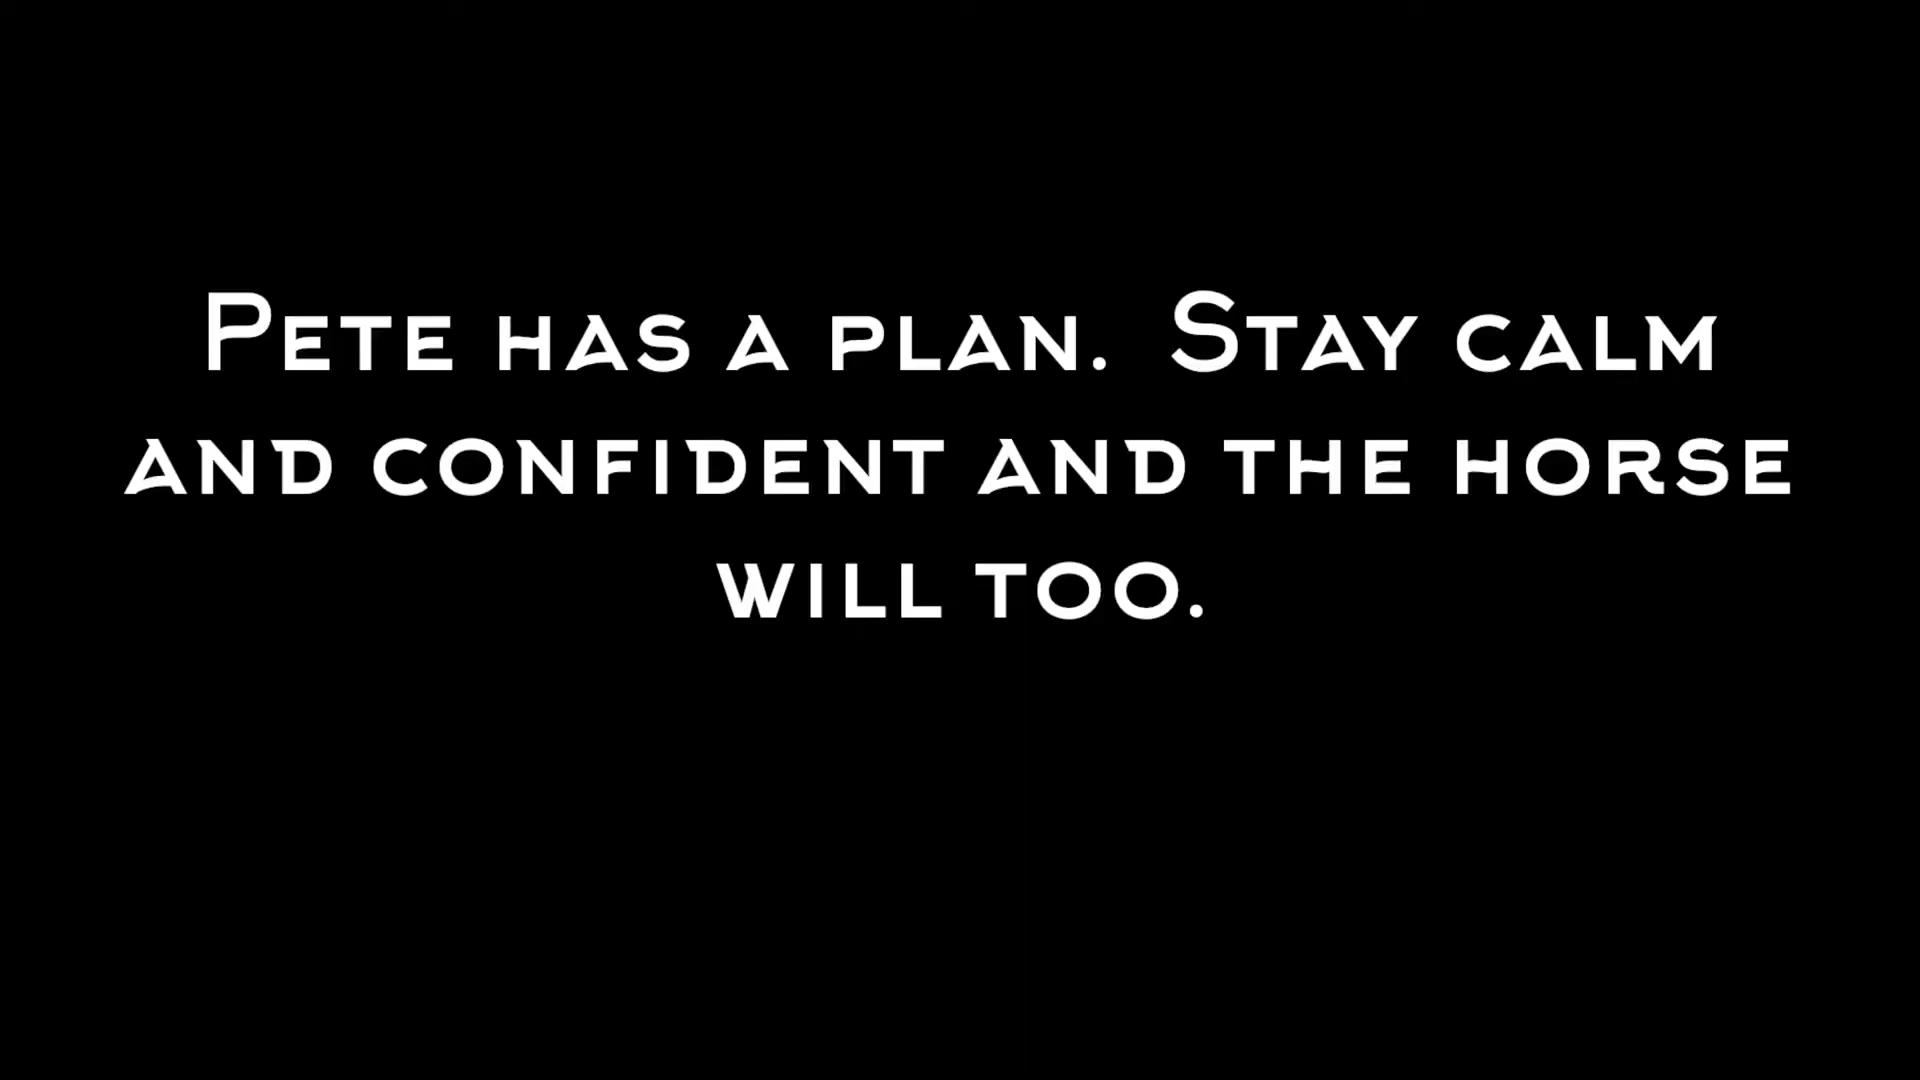 Pete has a plan.  Stay calm
and confident and the horse
will too.